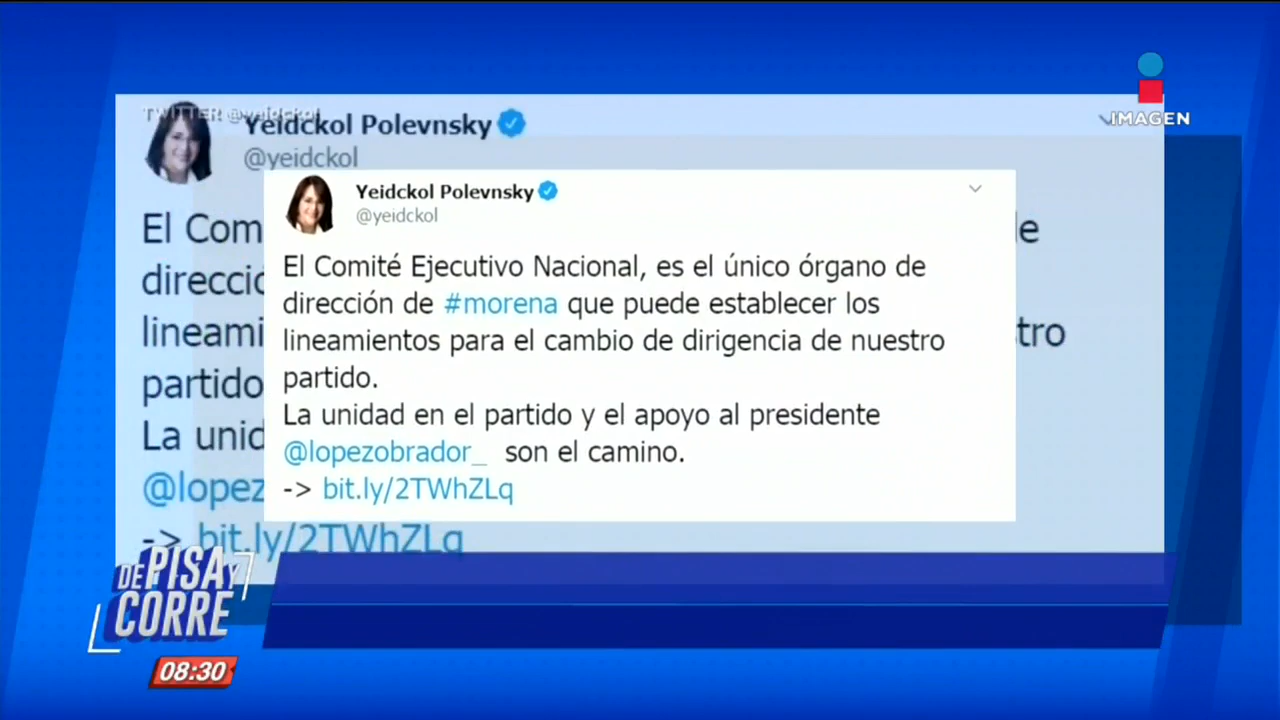 TWITTER @yeidckol
Yeidckol Polevnsky
@yeidckol
IMAGEN
Yeidckol Polevnsky
@yeidckol
El Comité Ejecutivo Nacional, es el único órgano de
dirección de #morena que puede establecer los
lineamientos para el cambio de dirigencia de nuestro
partido.
La unidad en el partido y el apoyo al presidente
@lopezobrador_ son el camino.
-> bit.ly/2TWhZLq
El Com
de
direcció
lineami
tro
partido
La unid
@lopez
-> bit.ly/2TWhZLq
DE PISA Y
CORRE
08:30